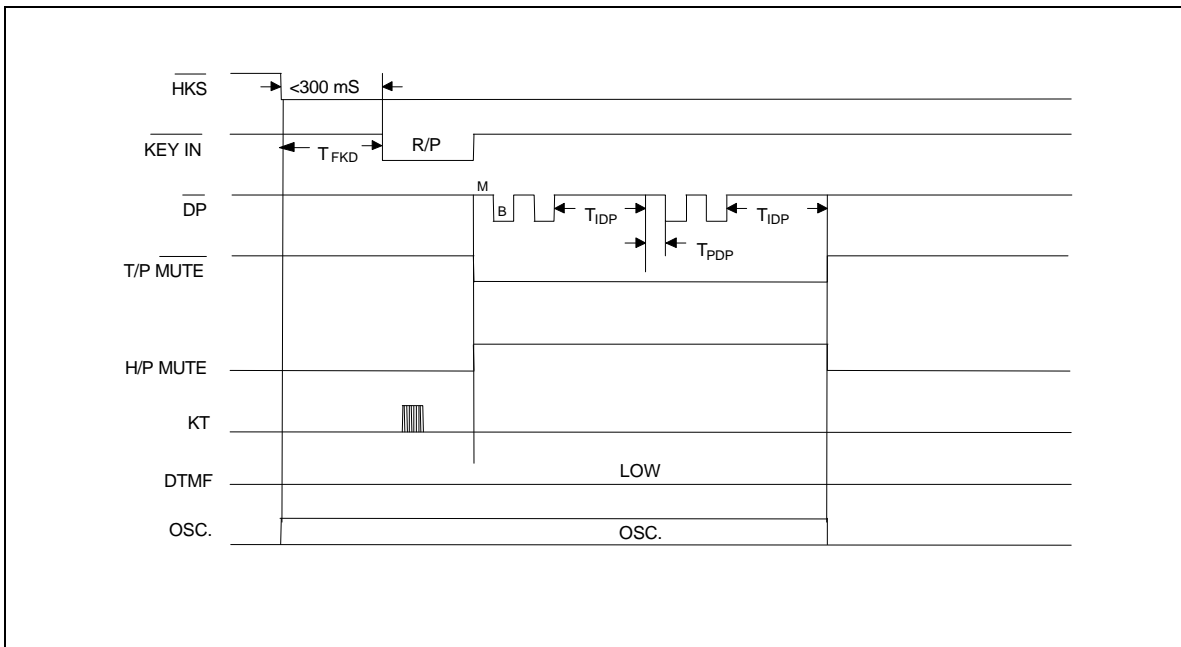 HKS <300 mS
KEY IN TFKD R/P
M
DP B TIDP TIDP
TPDP
T/P MUTE
H/P MUTE
KT
LOW
DTMF
OSC. OSC.